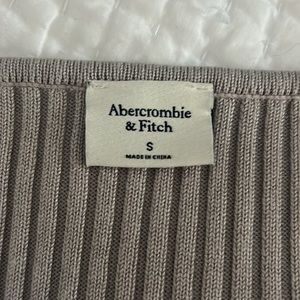 Abercrombie
& Fitch
S
MADE IN CHINA